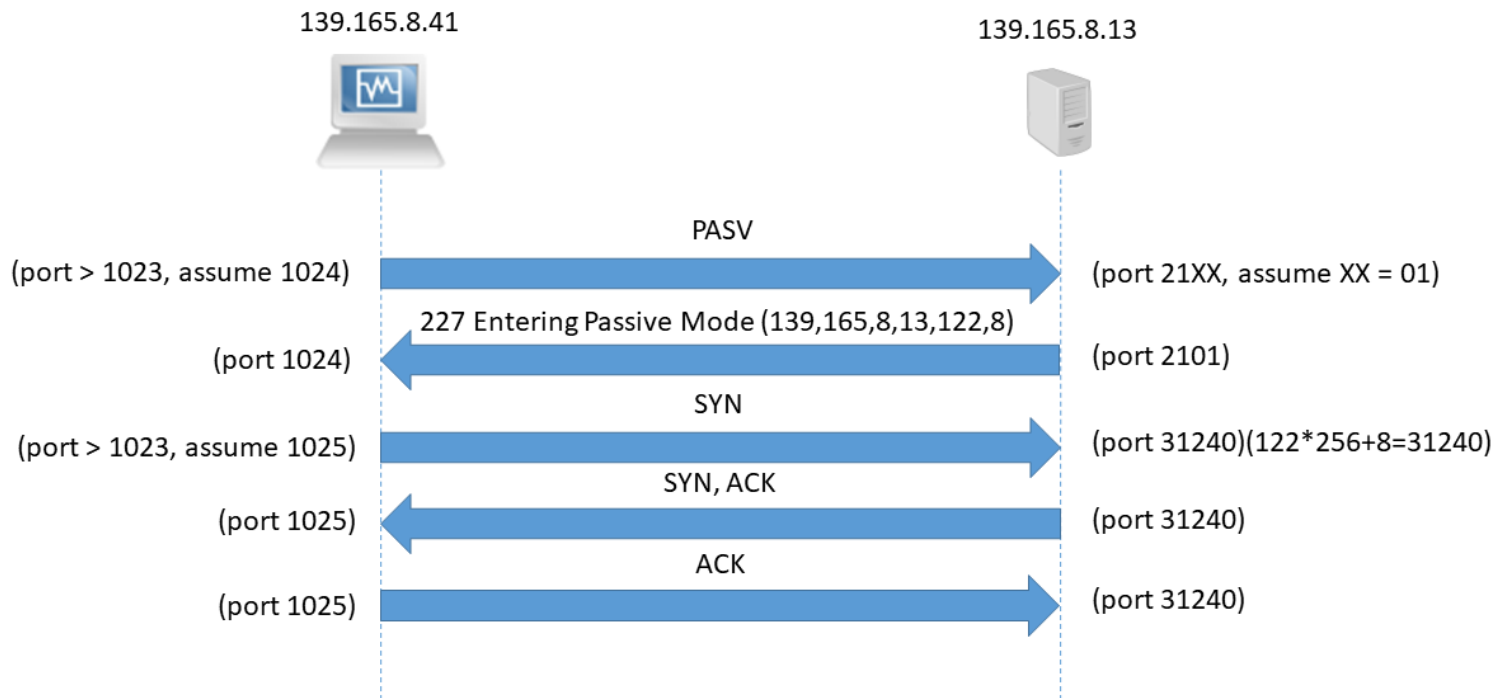 139.165.8.41
139.165.8.13
PASV
(port > 1023, assume 1024)
(port 21XX, assume XX = 01)
227 Entering Passive Mode (139,165,8,13,122,8)
(port 1024)
(port 2101)
SYN
(port > 1023, assume 1025)
(port 31240)(122*256+8=31240)
SYN, ACK
(port 1025)
(port 31240)
ACK
(port 1025)
(port 31240)